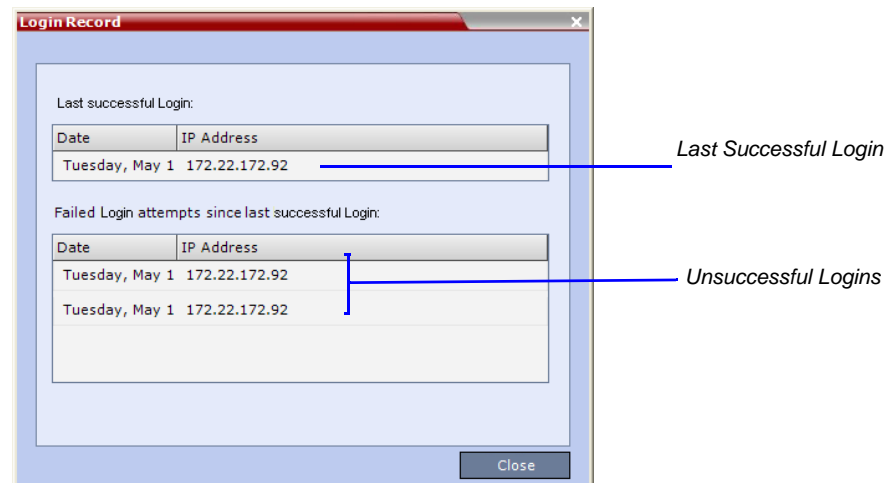 Login Record
Last successful Login:
Date IP Address
Tuesday, May 1 172.22.172.92
Last Successful Login
Failed Login attempts since last successful Login:
Date IP Address
Tuesday, May 1 172.22.172.92
Unsuccessful Logins
Tuesday, May 1 172.22.172.92
Close